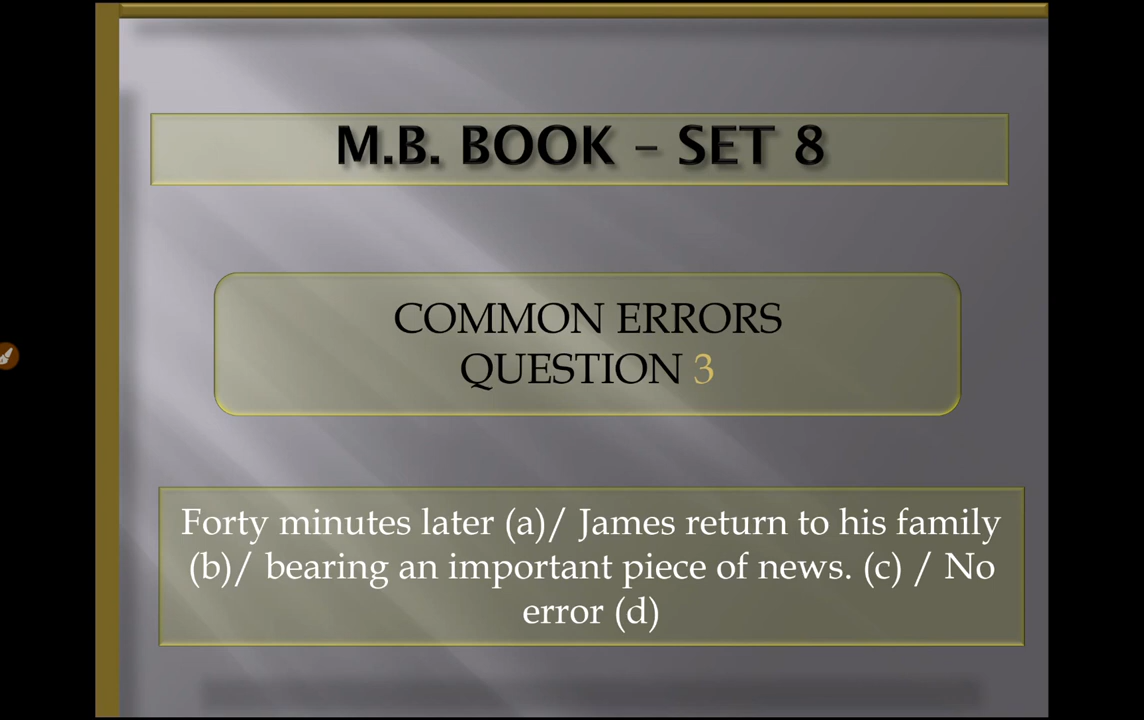 M.B. BOOK – SET 8
COMMON ERRORS
QUESTION 3
Forty minutes later (a)/ James return to his family
(b)/ bearing an important piece of news. (c) / No
error (d)